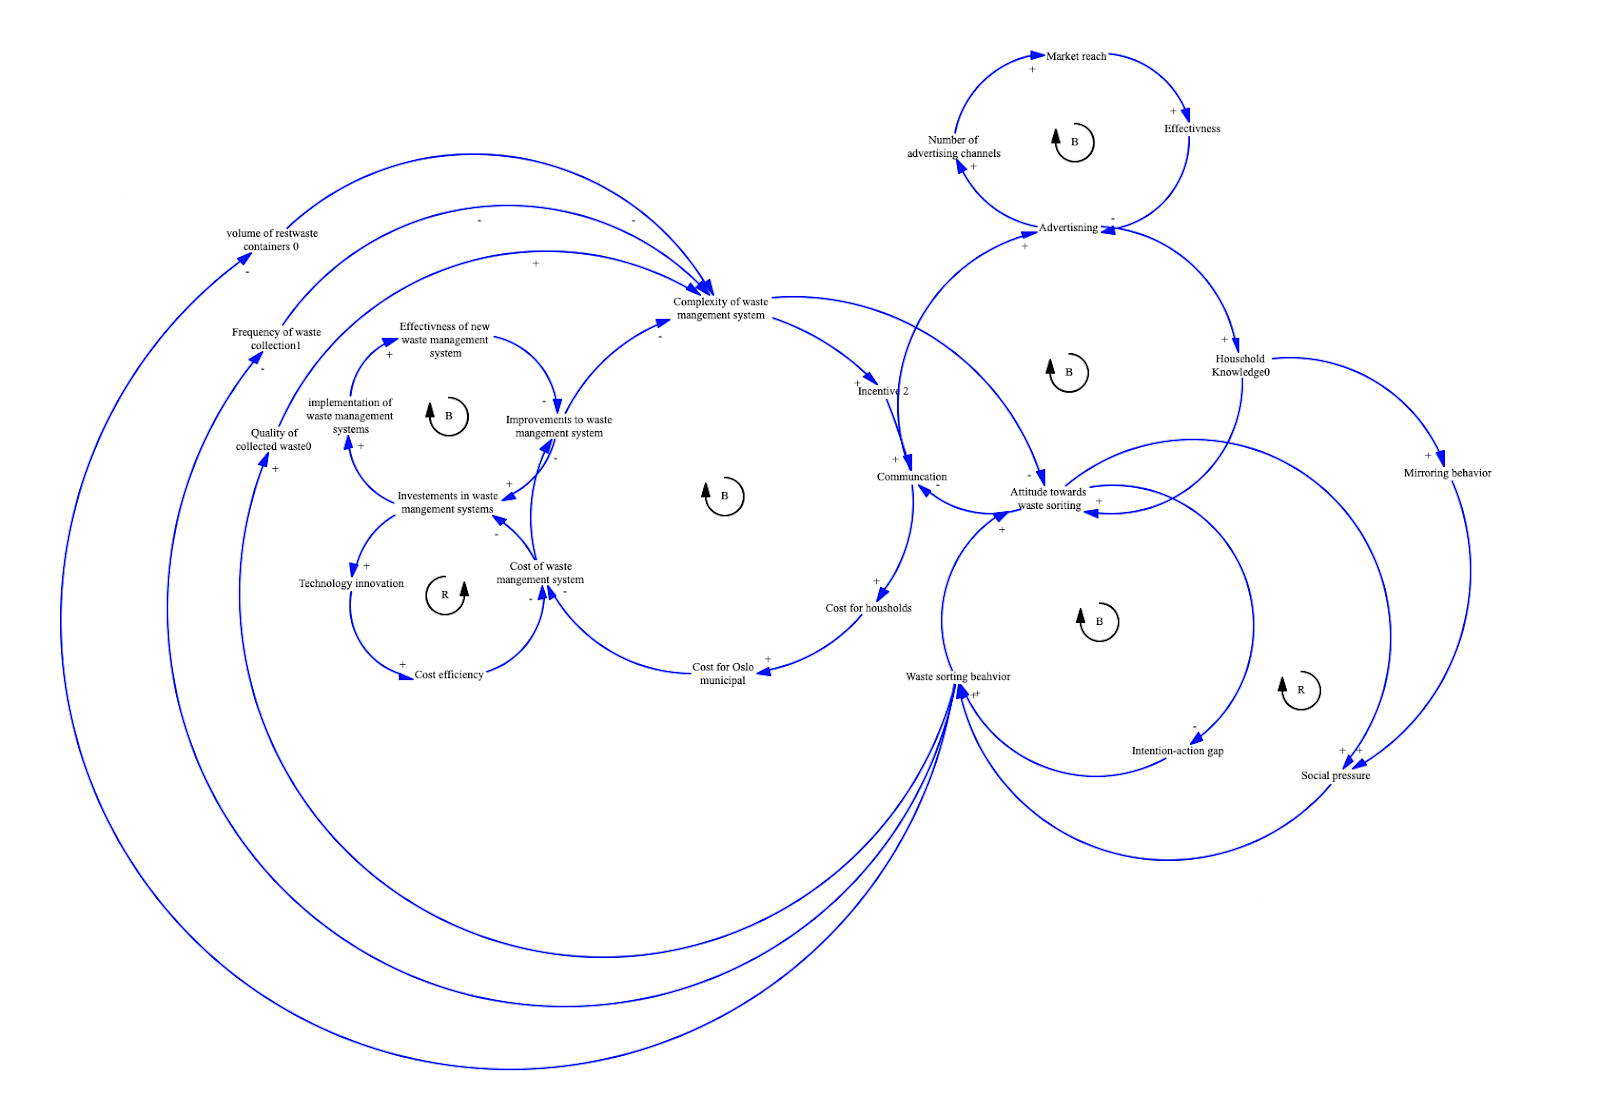 Market reach
+
+
Effectivness
B
Number of
advertising channels
+
-
Advertisning
+
volume of restwaste
containers 0
-
-
-
+
Complexity of waste
mangement system
-
Frequency of waste
collection1
-
Effectivness of new
waste management
system
+
+
Household
Knowledge0
B
+
Incentive 2
implementation of
waste management
systems
+
B
-
Improvements to waste
mangement system
-
Quality of
collected waste0
+
+
Communcation
-
-
Attitude towards
waste soriting
+
+
+
Mirroring behavior
Investements in waste
mangement systems
+
-
B
+
Technology innovation
R
Cost of waste
mangement system
-
-
+
Cost for housholds
B
+
Cost efficiency
Cost for Oslo
municipal
+
Waste sorting beahvior
++
R
-
Intention-action gap
+
+
Social pressure